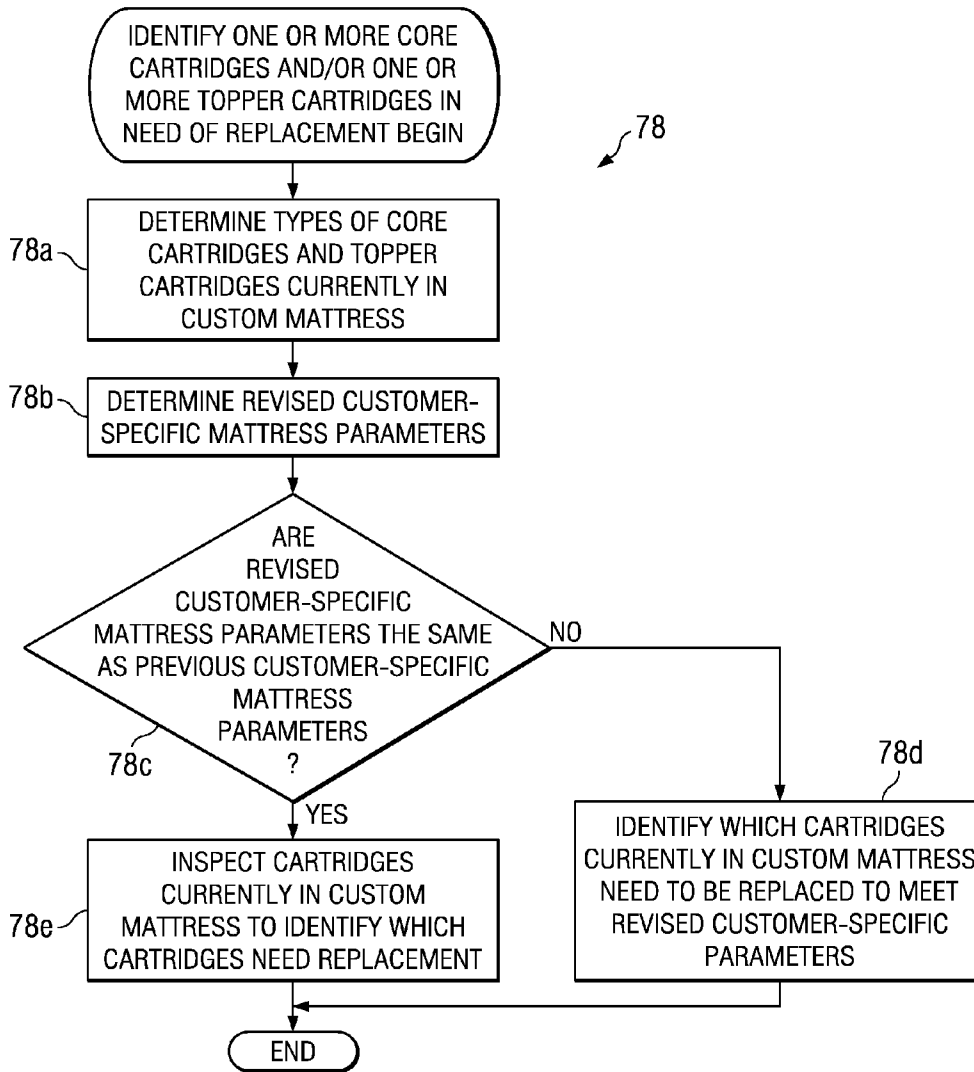 IDENTIFY ONE OR MORE CORE
CARTRIDGES AND/OR ONE OR
MORE TOPPER CARTRIDGES IN
NEED OF REPLACEMENT BEGIN
78
78a
DETERMINE TYPES OF CORE
CARTRIDGES AND TOPPER
CARTRIDGES CURRENTLY IN
CUSTOM MATTRESS
78b
DETERMINE REVISED CUSTOMER-
SPECIFIC MATTRESS PARAMETERS
ARE
REVISED
CUSTOMER-SPECIFIC
MATTRESS PARAMETERS THE SAME
AS PREVIOUS CUSTOMER-SPECIFIC
MATTRESS
PARAMETERS
?
78c
NO
YES
78d
IDENTIFY WHICH CARTRIDGES
CURRENTLY IN CUSTOM MATTRESS
NEED TO BE REPLACED TO MEET
REVISED CUSTOMER-SPECIFIC
PARAMETERS
78e
INSPECT CARTRIDGES
CURRENTLY IN CUSTOM
MATTRESS TO IDENTIFY WHICH
CARTRIDGES NEED REPLACEMENT
END